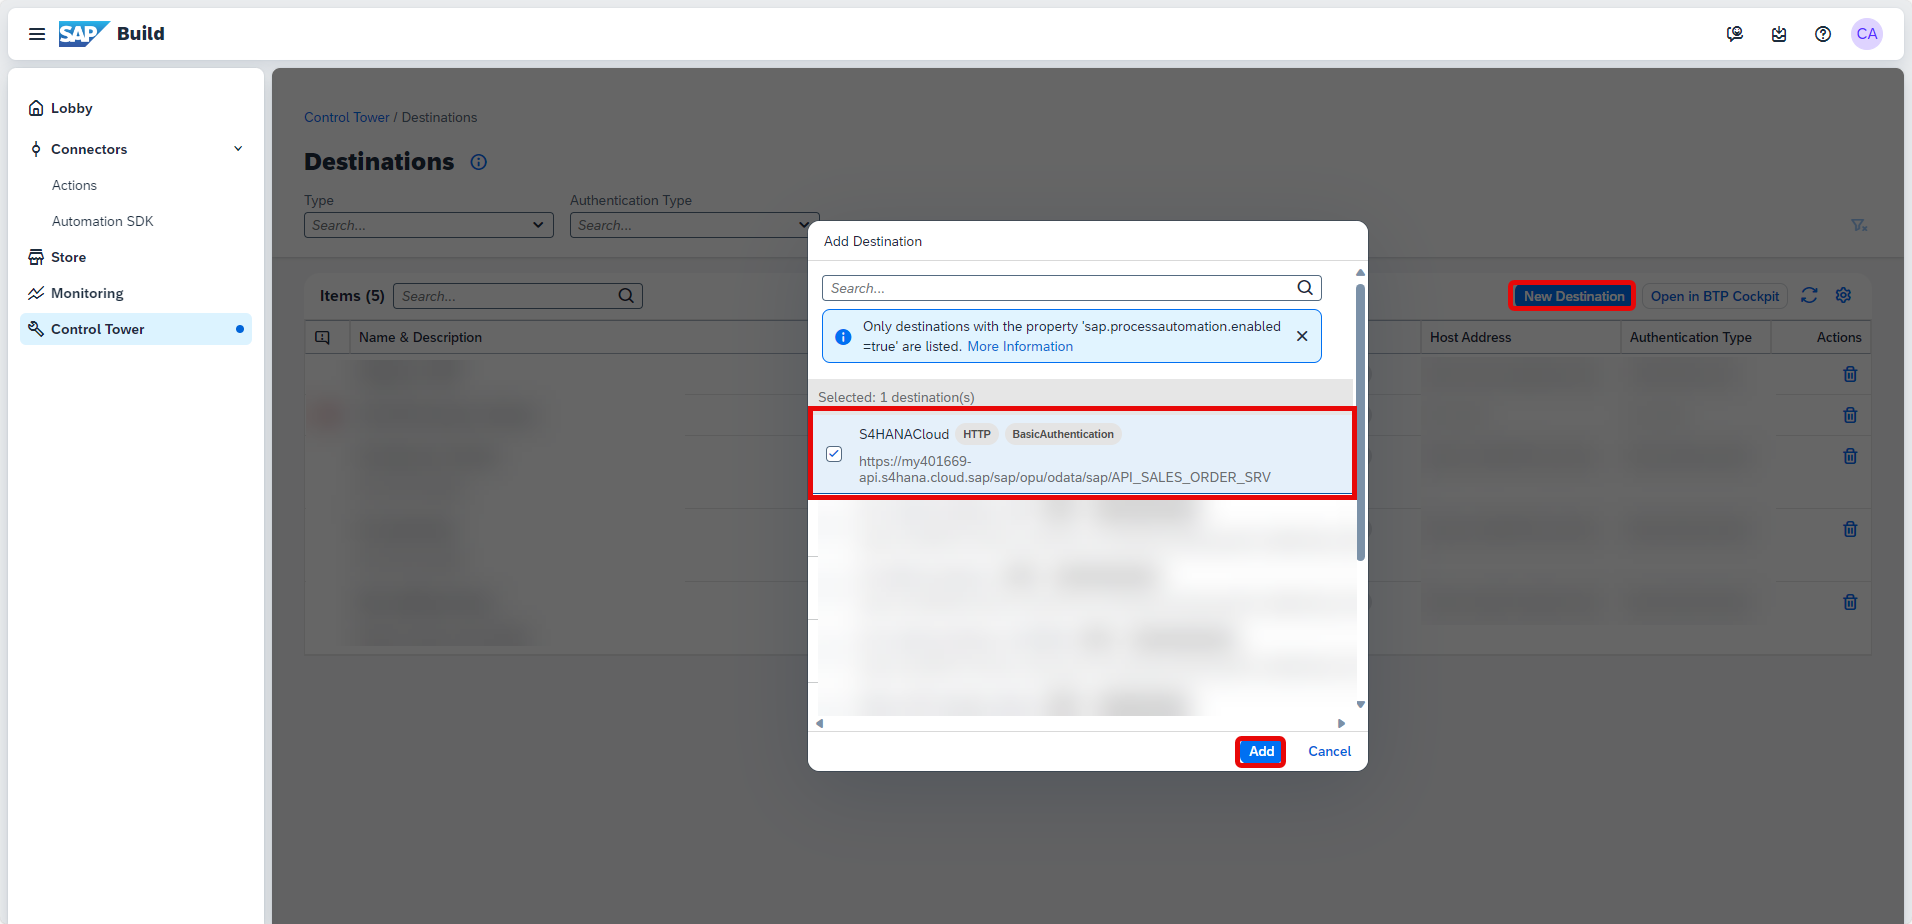 SAP Build
CA
Lobby
Connectors
Actions
Automation SDK
Store
Monitoring
Control Tower
Control Tower / Destinations
Destinations
Type
Authentication Type
Search...
Search...
Items (5)
Search...
New Destination
Open in BTP Cockpit
Name & Description
Host Address
Authentication Type
Actions
Add Destination
Search...
Only destinations with the property 'sap.processautomation.enabled
=true' are listed. More Information
Selected: 1 destination(s)
S4HANACloud HTTP BasicAuthentication
https://my401669-
api.s4hana.cloud.sap/sap/opu/odata/sap/API_SALES_ORDER_SRV
Add
Cancel